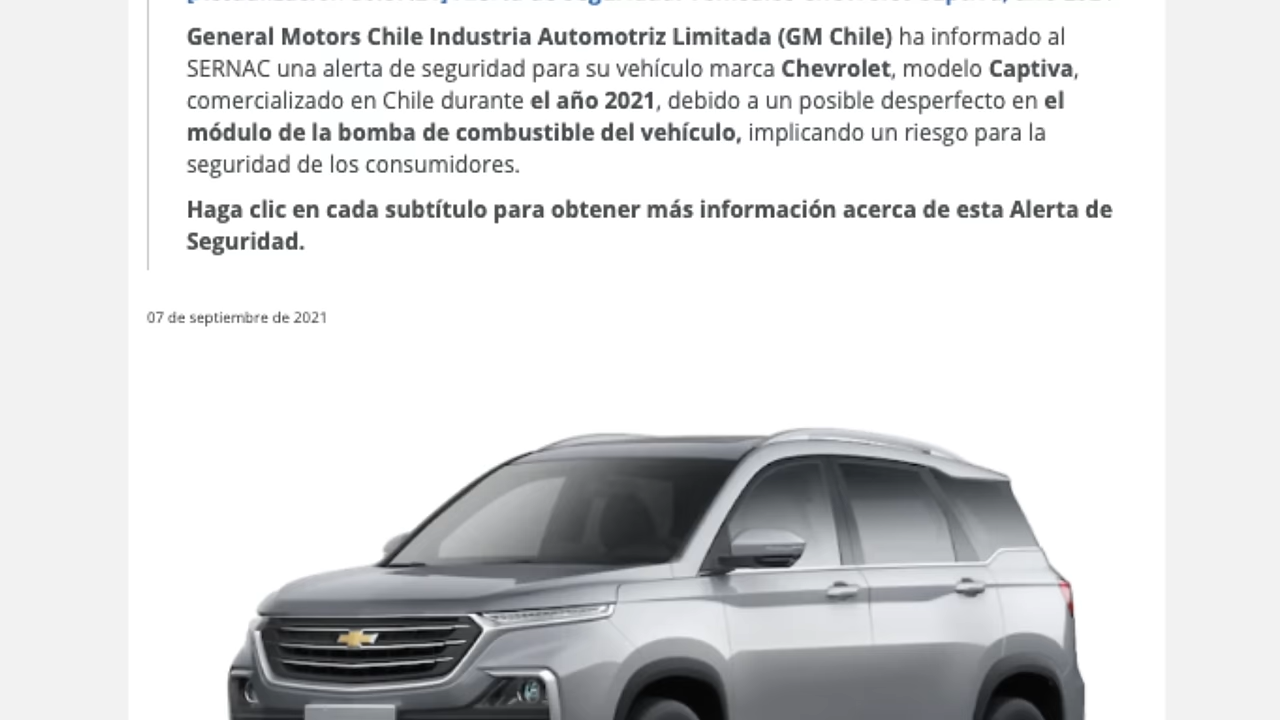 General Motors Chile Industria Automotriz Limitada (GM Chile) ha informado al
SERNAC una alerta de seguridad para su vehículo marca Chevrolet, modelo Captiva,
comercializado en Chile durante el año 2021, debido a un posible desperfecto en el
módulo de la bomba de combustible del vehículo, implicando un riesgo para la
seguridad de los consumidores.
Haga clic en cada subtítulo para obtener más información acerca de esta Alerta de
Seguridad.
07 de septiembre de 2021